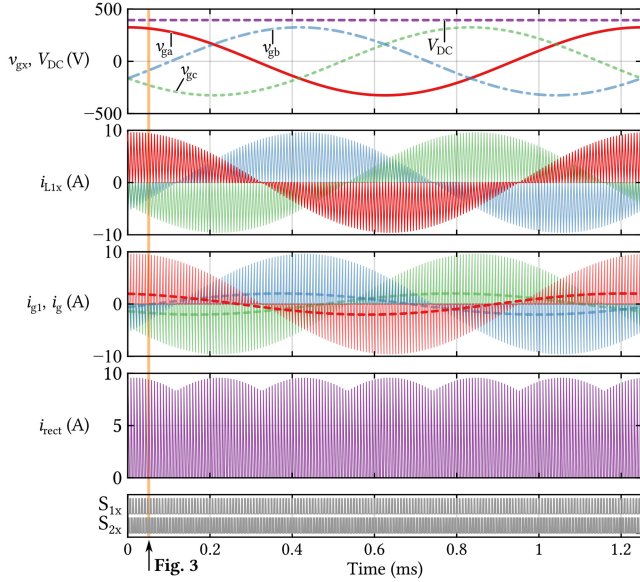 500
v_gx, V_DC (V)
0
−500
v_ga
v_gb
V_DC
v_gc
10
i_L1x (A)
0
−10
10
i_g1, i_g (A)
0
−10
10
i_rect (A)
5
0
S_1x
S_2x
0 0.2 0.4 0.6 0.8 1 1.2
Fig. 3
Time (ms)